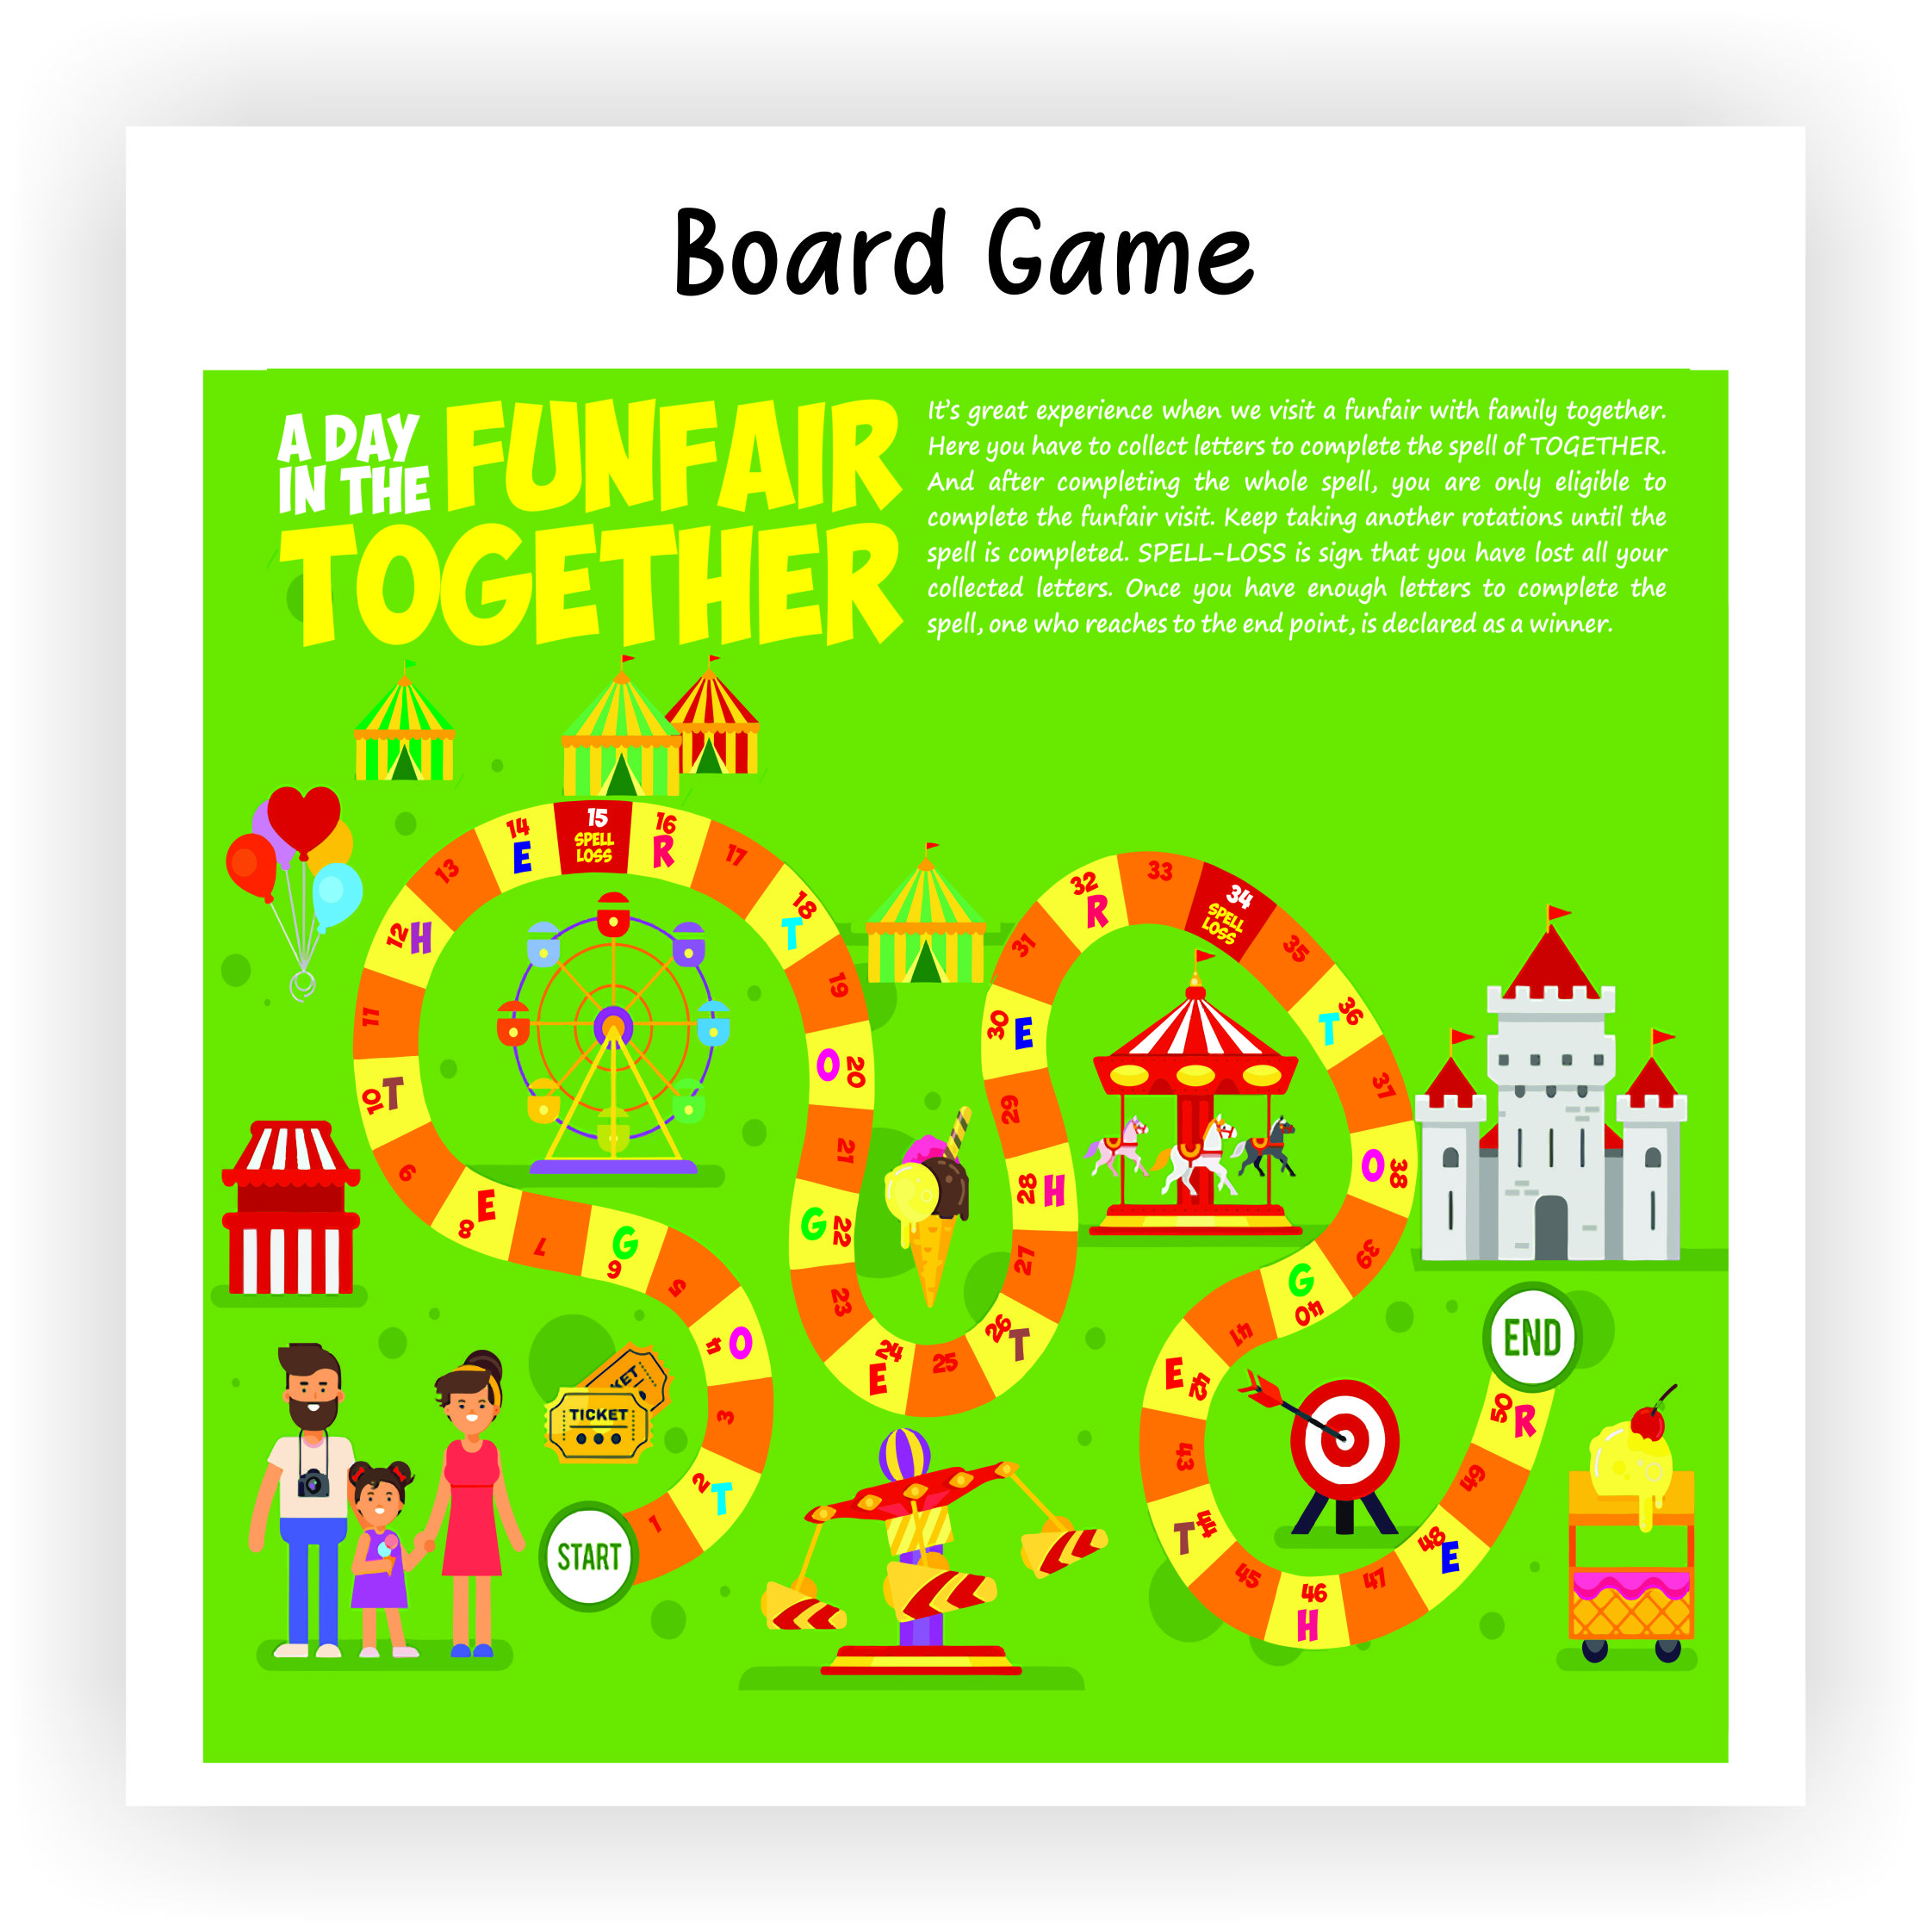 Board Game
A DAY
IN THE
FUNFAIR
TOGETHER
It's great experience when we visit a funfair with family together.
Here you have to collect letters to complete the spell of TOGETHER.
And after completing the whole spell, you are only eligible to
complete the funfair visit. Keep taking another rotations until the
spell is completed. SPELL-LOSS is sign that you have lost all your
collected letters. Once you have enough letters to complete the
spell, one who reaches to the end point, is declared as a winner.
START
1
2 T
3
4 O
5
6 G
7
8 E
9
10 T
11
12 H
13
14 E
15
SPELL
LOSS
16 R
17
18 T
19
20 O
21
22 G
23
24 E
25
26 T
27
28 H
29
30 E
31
32 R
33
34
SPELL
LOSS
35
36 T
37
38 O
39
40 G
41
42 E
43
44 T
45
46 H
47
48 E
49
50 R
END
TICKET
KET